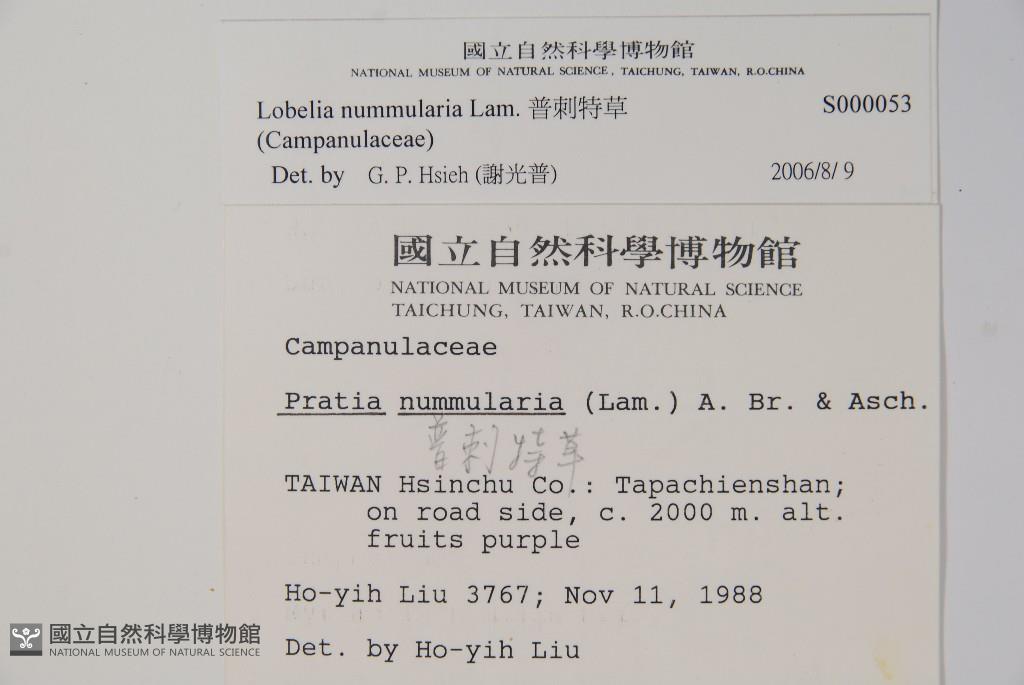 國立自然科學博物館
NATIONAL MUSEUM OF NATURAL SCIENCE, TAICHUNG, TAIWAN, R.O.CHINA
Lobelia nummularia Lam. 普剌特草 S000053
(Campanulaceae)
Det. by G. P. Hsieh (謝光普) 2006/8/ 9
國立自然科學博物館
NATIONAL MUSEUM OF NATURAL SCIENCE
TAICHUNG, TAIWAN, R.O.CHINA
Campanulaceae
Pratia nummularia (Lam.) A. Br. & Asch.
普剌特草
TAIWAN Hsinchu Co.: Tapachienshan;
on road side, c. 2000 m. alt.
fruits purple
Ho-yih Liu 3767; Nov 11, 1988
Det. by Ho-yih Liu
國立自然科學博物館
NATIONAL MUSEUM OF NATURAL SCIENCE